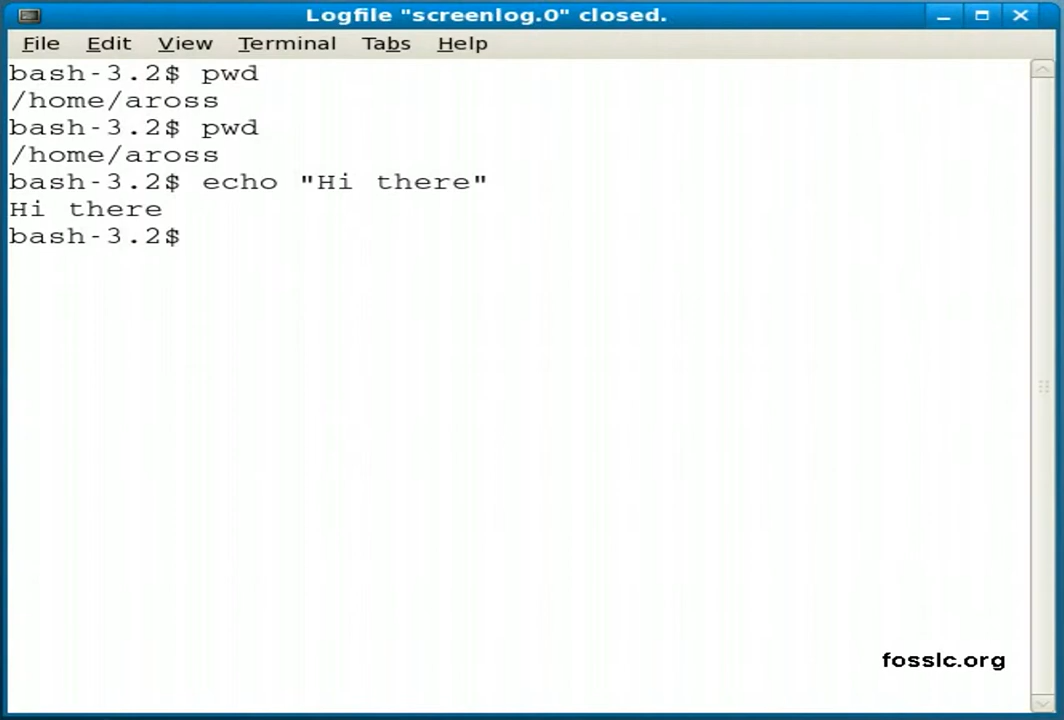 Logfile "screenlog.0" closed.
File Edit View Terminal Tabs Help
bash-3.2$ pwd
/home/aross
bash-3.2$ pwd
/home/aross
bash-3.2$ echo "Hi there"
Hi there
bash-3.2$
fosslc.org